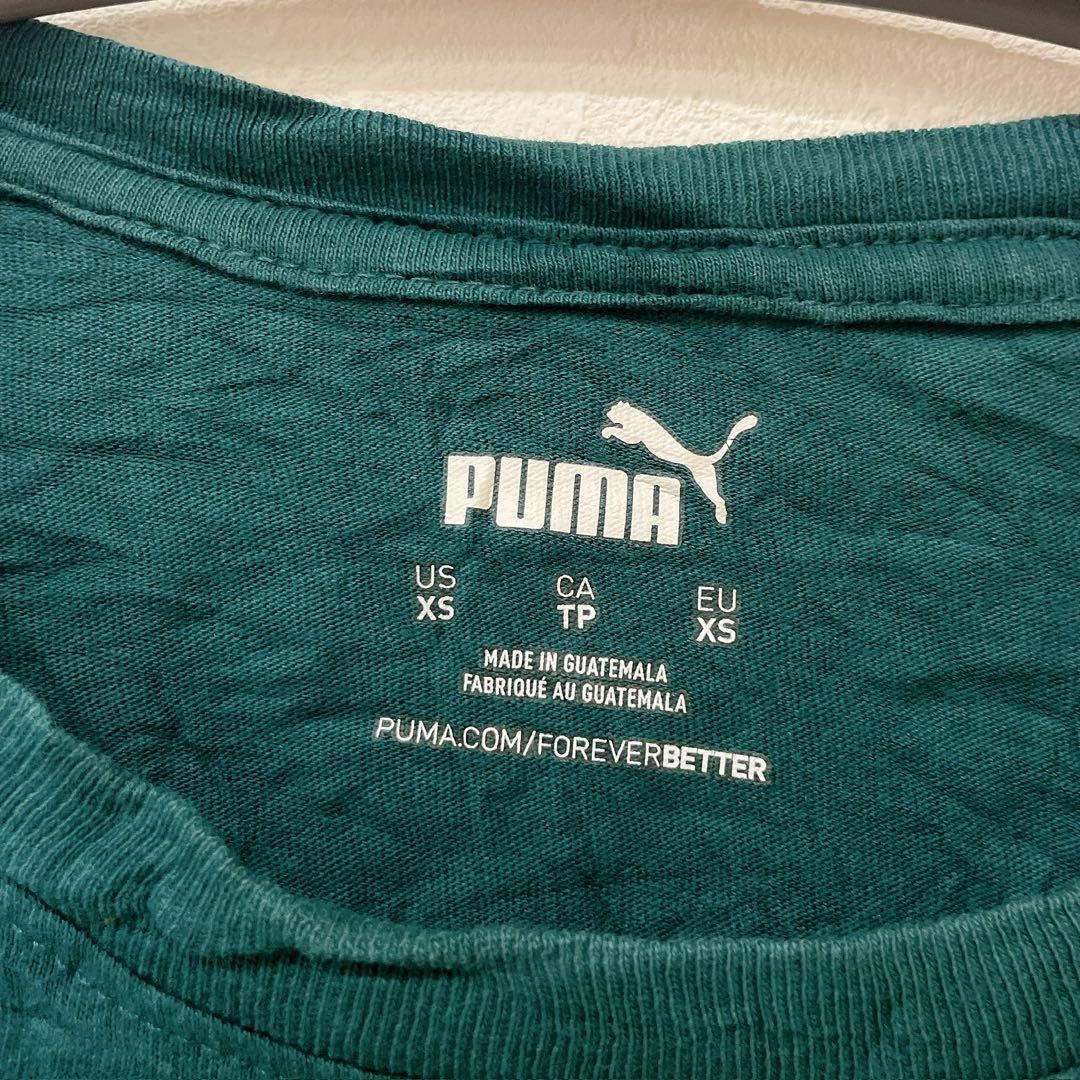 PUMA
US CA EU
XS TP XS
MADE IN GUATEMALA
FABRIQUÉ AU GUATEMALA
PUMA.COM/FOREVERBETTER